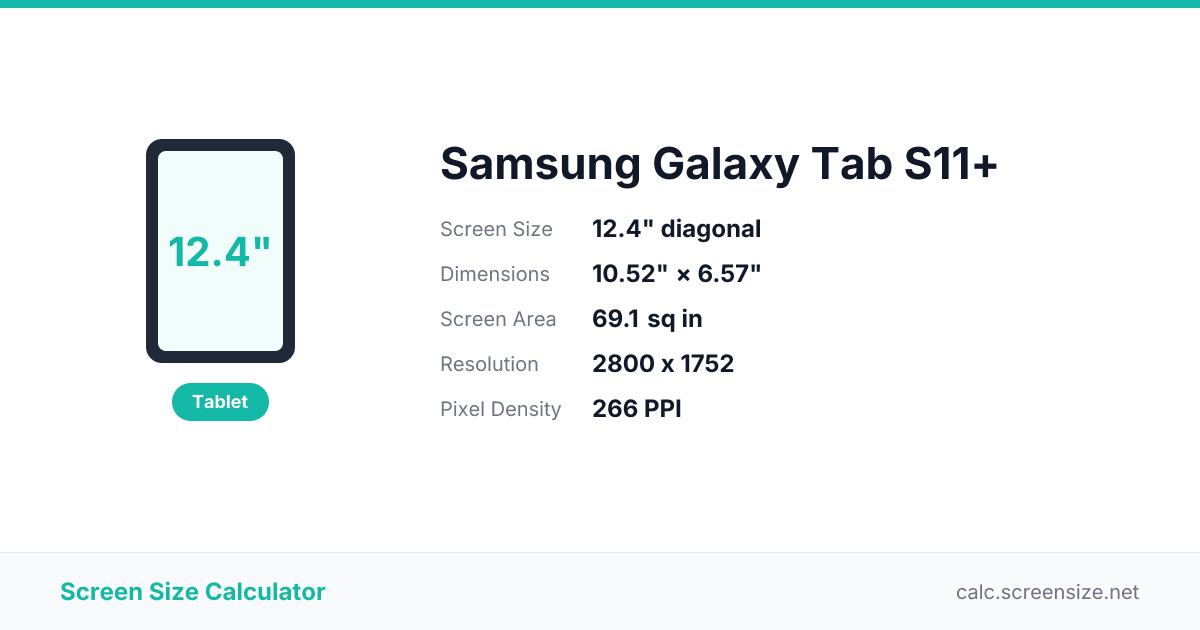 12.4"
Tablet
Samsung Galaxy Tab S11+
Screen Size 12.4" diagonal
Dimensions 10.52" × 6.57"
Screen Area 69.1 sq in
Resolution 2800 x 1752
Pixel Density 266 PPI
Screen Size Calculator
calc.screensize.net